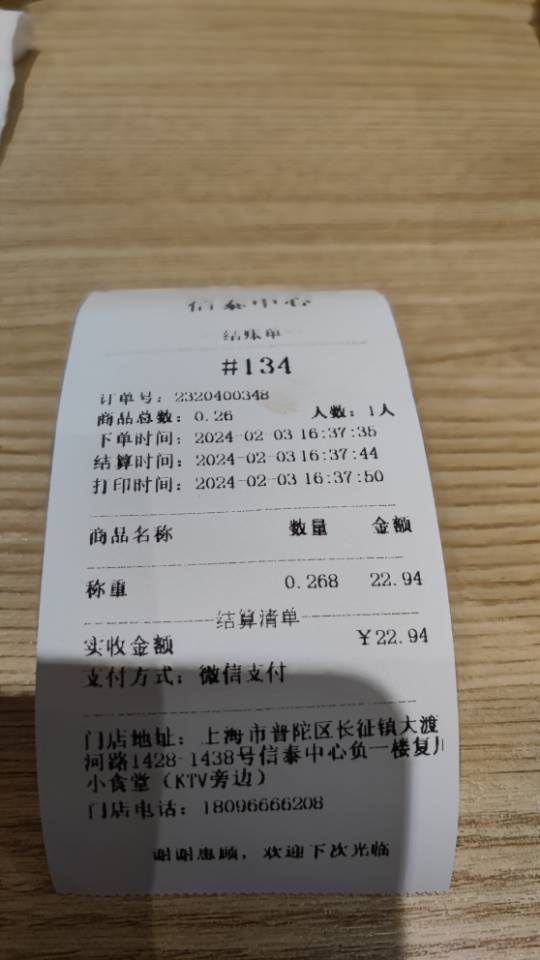 信泰中心
结账单
#134
订单号：2320400348
商品总数：0.26 人数：1人
下单时间：2024-02-03 16:37:35
结算时间：2024-02-03 16:37:44
打印时间：2024-02-03 16:37:50
商品名称 数量 金额
称重 0.268 22.94
结算清单
实收金额 ￥22.94
支付方式：微信支付
门店地址：上海市普陀区长征镇大渡
河路1428-1438号信泰中心负一楼复
小食堂（KTV旁边）
门店电话：18096666208
谢谢惠顾，欢迎下次光临